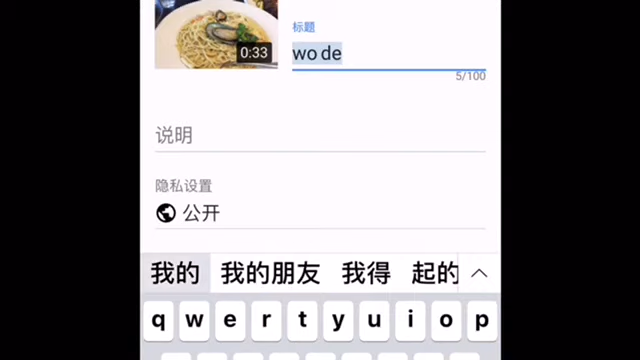 0:33
标题
wo de
5/100
说明
隐私设置
公开
我的 我的朋友 我得 起的
q w e r t y u i o p